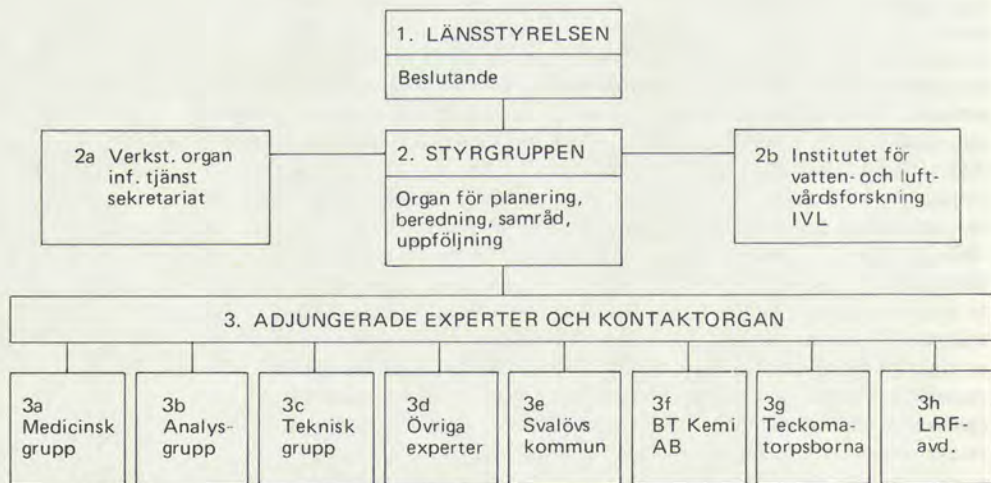 1. LÄNSSTYRELSEN
Beslutande
2a Verkst. organ
inf. tjänst
sekretariat
2. STYRGRUPPEN
Organ för planering,
beredning, samråd,
uppföljning
2b Institutet för
vatten- och luft-
vårdsforskning
IVL
3. ADJUNGERADE EXPERTER OCH KONTAKTORGAN
3a
Medicinsk
grupp
3b
Analys-
grupp
3c
Teknisk
grupp
3d
Övriga
experter
3e
Svalövs
kommun
3f
BT Kemi
AB
3g
Teckoma-
torpsborna
3h
LRF-
avd.